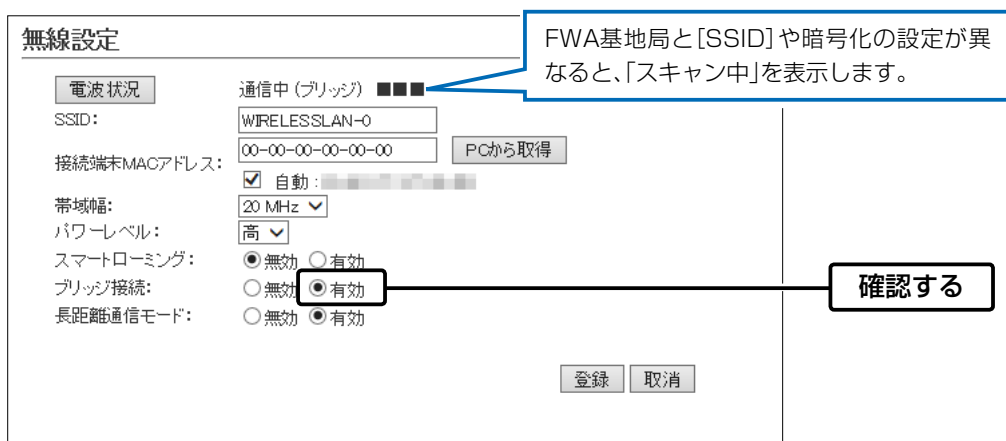 無線設定
FWA基地局と[SSID]や暗号化の設定が異
なると、「スキャン中」を表示します。
電波状況 通信中(ブリッジ) ■■■
SSID: WIRELESSLAN-0
接続端末MACアドレス: 00-00-00-00-00-00 PCから取得
自動:
帯域幅: 20 MHz
パワーレベル: 高
スマートローミング: 無効 有効
ブリッジ接続: 無効 有効
確認する
長距離通信モード: 無効 有効
登録 取消